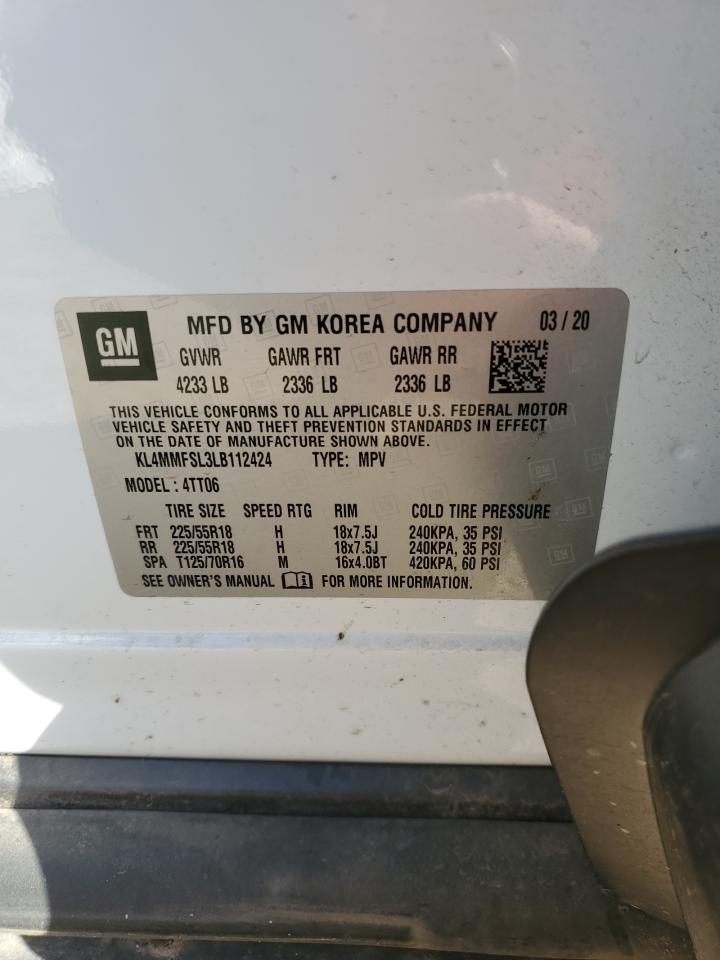 GM MFD BY GM KOREA COMPANY 03 / 20
GVWR GAWR FRT GAWR RR
4233 LB 2336 LB 2336 LB
THIS VEHICLE CONFORMS TO ALL APPLICABLE U.S. FEDERAL MOTOR
VEHICLE SAFETY AND THEFT PREVENTION STANDARDS IN EFFECT
ON THE DATE OF MANUFACTURE SHOWN ABOVE.
KL4MMFSL3LB112424 TYPE: MPV
MODEL : 4TT06
TIRE SIZE SPEED RTG RIM COLD TIRE PRESSURE
FRT 225/55R18 H 18x7.5J 240KPA, 35 PSI
RR 225/55R18 H 18x7.5J 240KPA, 35 PSI
SPA T125/70R16 M 16x4.0BT 420KPA, 60 PSI
SEE OWNER'S MANUAL FOR MORE INFORMATION.